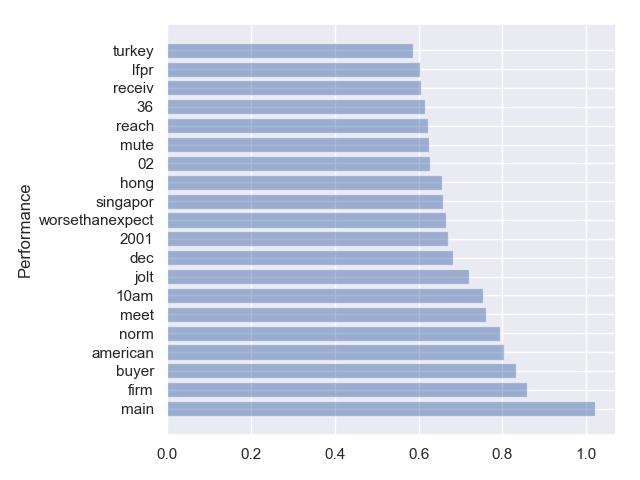 turkey
lfpr
receiv
36
reach
mute
02
hong
singapor
worsethanexpect
2001
dec
jolt
10am
meet
norm
american
buyer
firm
main
Performance
0.0 0.2 0.4 0.6 0.8 1.0